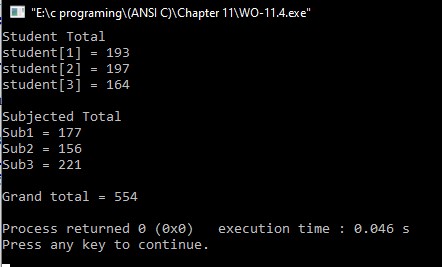 "E:\c programing\(ANSI C)\Chapter 11\WO-11.4.exe"
Student Total
student[1] = 193
student[2] = 197
student[3] = 164
Subjected Total
Sub1 = 177
Sub2 = 156
Sub3 = 221
Grand total = 554
Process returned 0 (0x0)   execution time : 0.046 s
Press any key to continue.